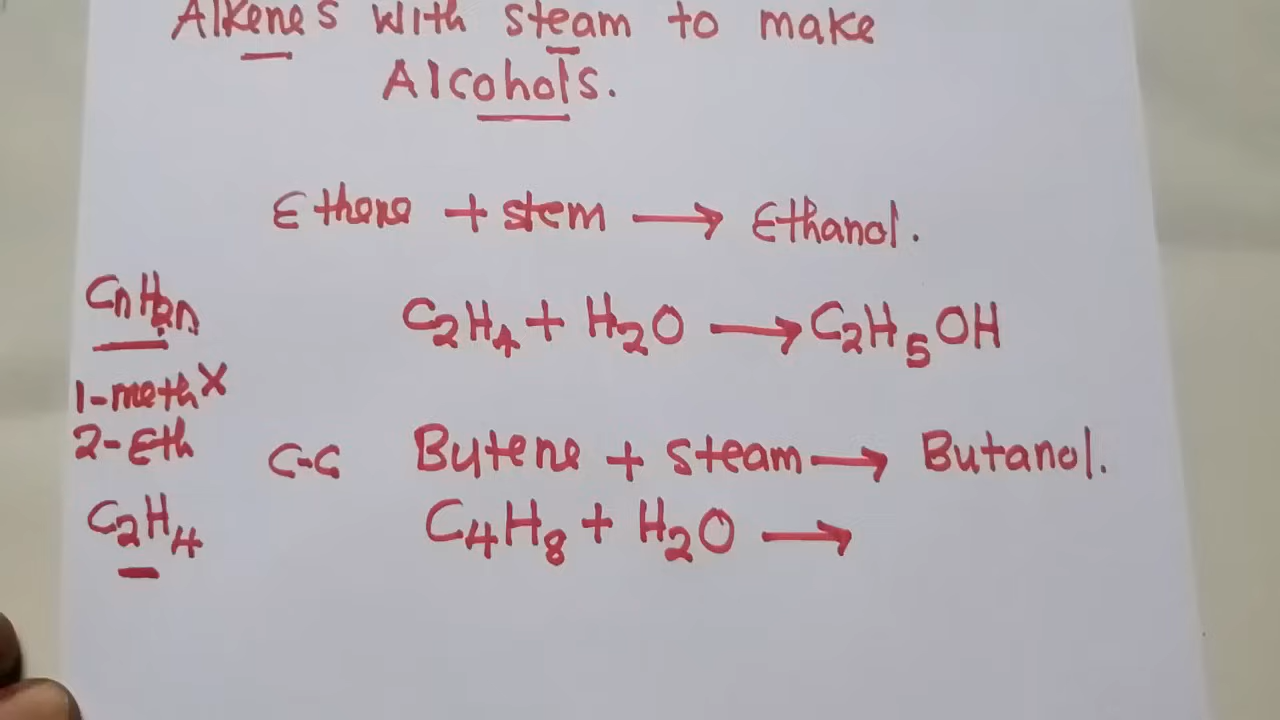 Alkenes with steam to make
Alcohols.
Ethene + stem → Ethanol.
CnH2n
C2H4 + H2O → C2H5OH
1-meth X
2-Eth
C-C
Butene + steam → Butanol.
C2H4
C4H8 + H2O →